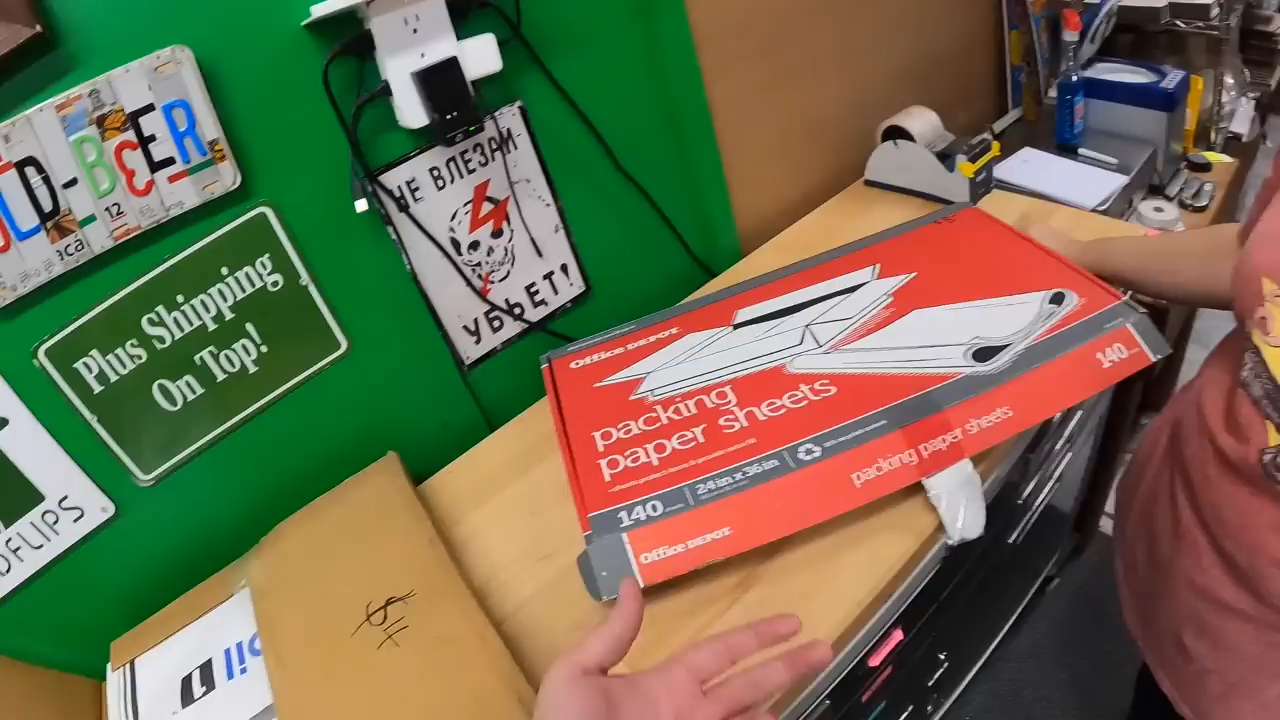 LD-BEER
12
Plus Shipping
On Top!
DFLIPS
НЕ ВЛЕЗАЙ
УБЬЕТ!
Office DEPOT
packing
paper sheets
140
24 in x 36 in
packing paper sheets
140
Office DEPOT